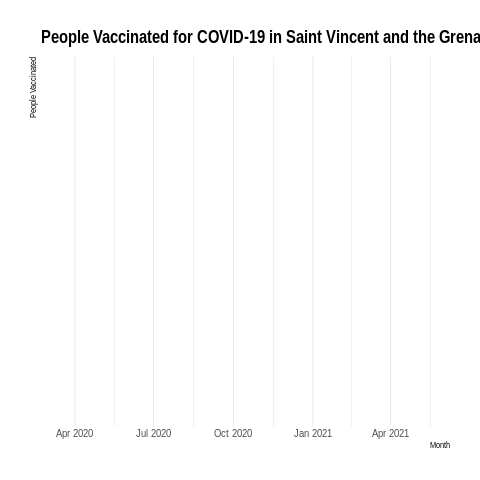 People Vaccinated for COVID-19 in Saint Vincent and the Grena
People Vaccinated
Apr 2020 Jul 2020 Oct 2020 Jan 2021 Apr 2021
Month